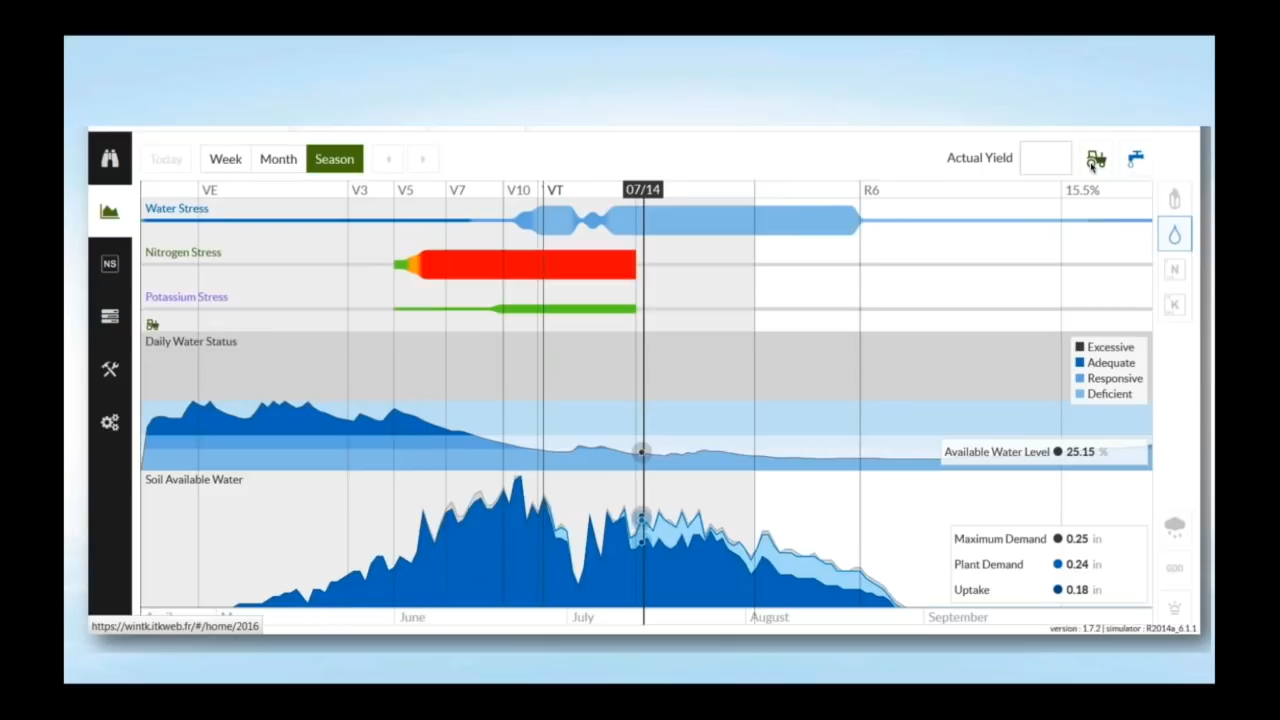 Today Week Month Season Actual Yield
VE V3 V5 V7 V10 VT 07/14 R6 15.5%
Water Stress
NS
Nitrogen Stress
N
Potassium Stress
K
Daily Water Status
Excessive
Adequate
Responsive
Deficient
Available Water Level 25.15 %
Soil Available Water
Maximum Demand 0.25 in
Plant Demand 0.24 in
GDD
Uptake 0.18 in
June July August September
https://wintk.itkweb.fr/#/home/2016
version : 1.7.2 | simulator : R2014a_6.1.1